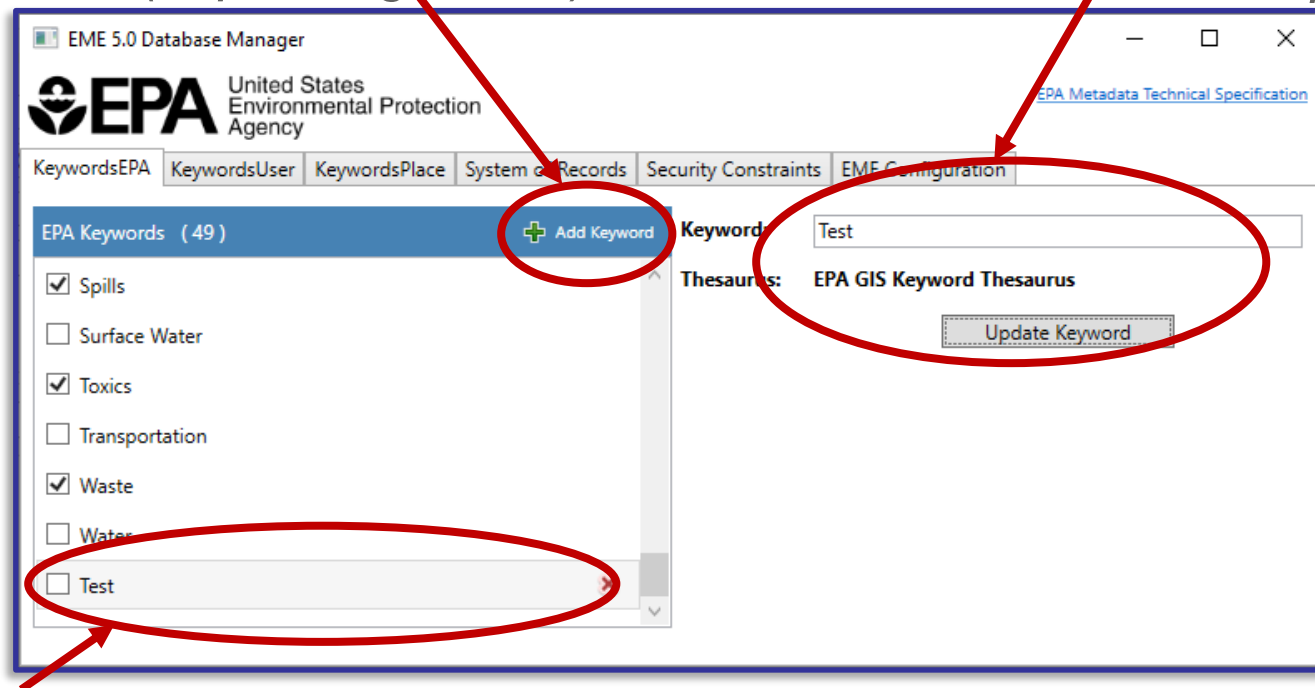 EME 5.0 Database Manager
EPA United States
Environmental Protection
Agency
EPA Metadata Technical Specification
KeywordsEPA KeywordsUser KeywordsPlace System of Records Security Constraints EME Configuration
EPA Keywords ( 49 ) Add Keyword
Keyword: Test
Thesaurus: EPA GIS Keyword Thesaurus
Update Keyword
Spills
Surface Water
Toxics
Transportation
Waste
Water
Test